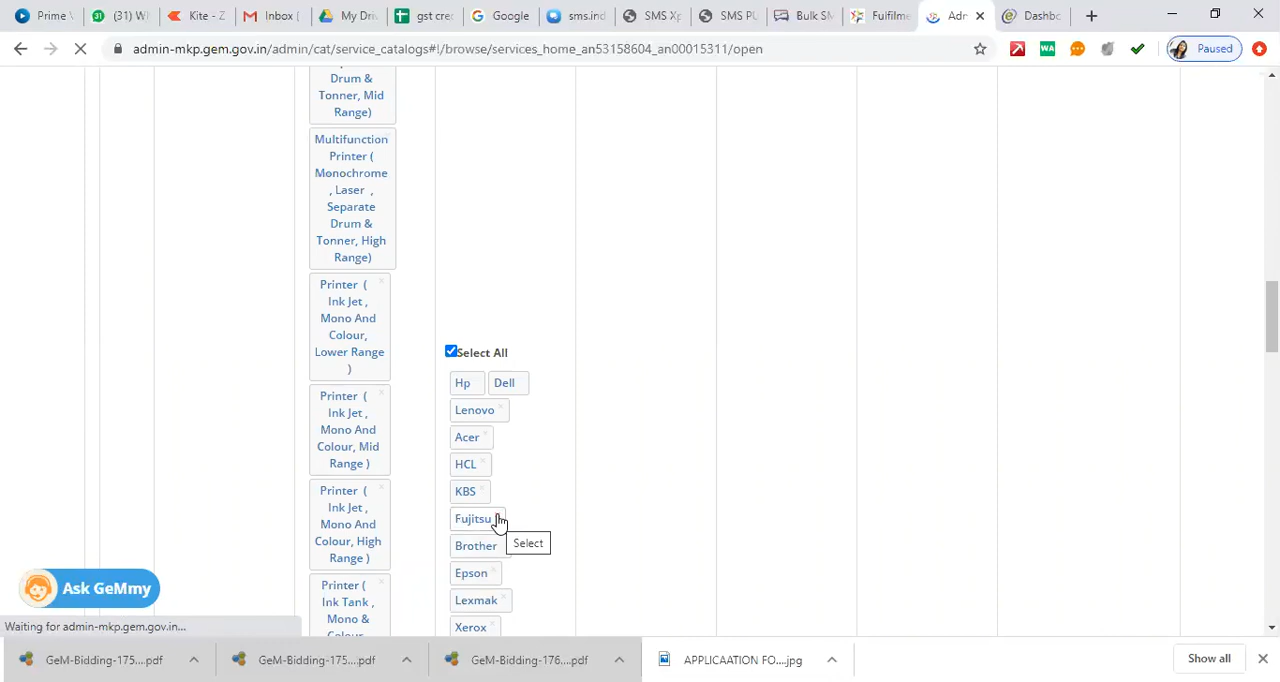 Prime \
(31) WI
Kite - Z
Inbox (
My Driv
gst cred
Google
sms.ind
SMS Xp
SMS PU
Bulk SM
Fulfilme
Adn
Dashbo
admin-mkp.gem.gov.in/admin/cat/service_catalogs#!/browse/services_home_an53158604_an00015311/open
Paused
Drum &
Tonner, Mid
Range)
Multifunction
Printer (
Monochrome
, Laser ,
Separate
Drum &
Tonner, High
Range)
Printer (
Ink Jet ,
Mono And
Colour,
Lower Range
)
Printer (
Ink Jet ,
Mono And
Colour, Mid
Range )
Printer (
Ink Jet ,
Mono And
Colour, High
Range )
Printer (
Ink Tank ,
Mono &
Colour
Select All
Hp Dell
Lenovo
Acer
HCL
KBS
Fujitsu
Select
Brother
Epson
Lexmak
Xerox
Ask GeMmy
Waiting for admin-mkp.gem.gov.in...
GeM-Bidding-175....pdf
GeM-Bidding-175....pdf
GeM-Bidding-176....pdf
APPLICAATION FO....jpg
Show all